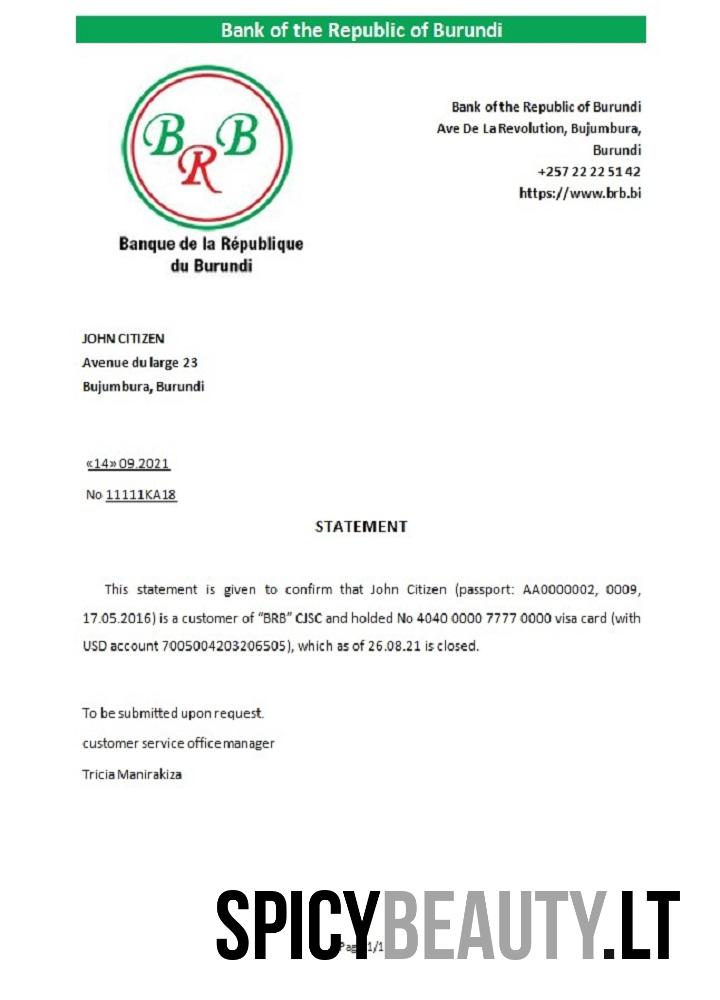 Bank of the Republic of Burundi
B R B
Banque de la République
du Burundi
Bank of the Republic of Burundi
Ave De La Revolution, Bujumbura,
Burundi
+257 22 22 51 42
https://www.brb.bi
JOHN CITIZEN
Avenue du large 23
Bujumbura, Burundi
«14» 09.2021
No 11111KA18
STATEMENT
This statement is given to confirm that John Citizen (passport: AA0000002, 0009,
17.05.2016) is a customer of “BRB” CJSC and holded No 4040 0000 7777 0000 visa card (with
USD account 7005004203206505), which as of 26.08.21 is closed.
To be submitted upon request.
customer service office manager
Tricia Manirakiza
SPICYBEAUTY.LT
Page 1/1